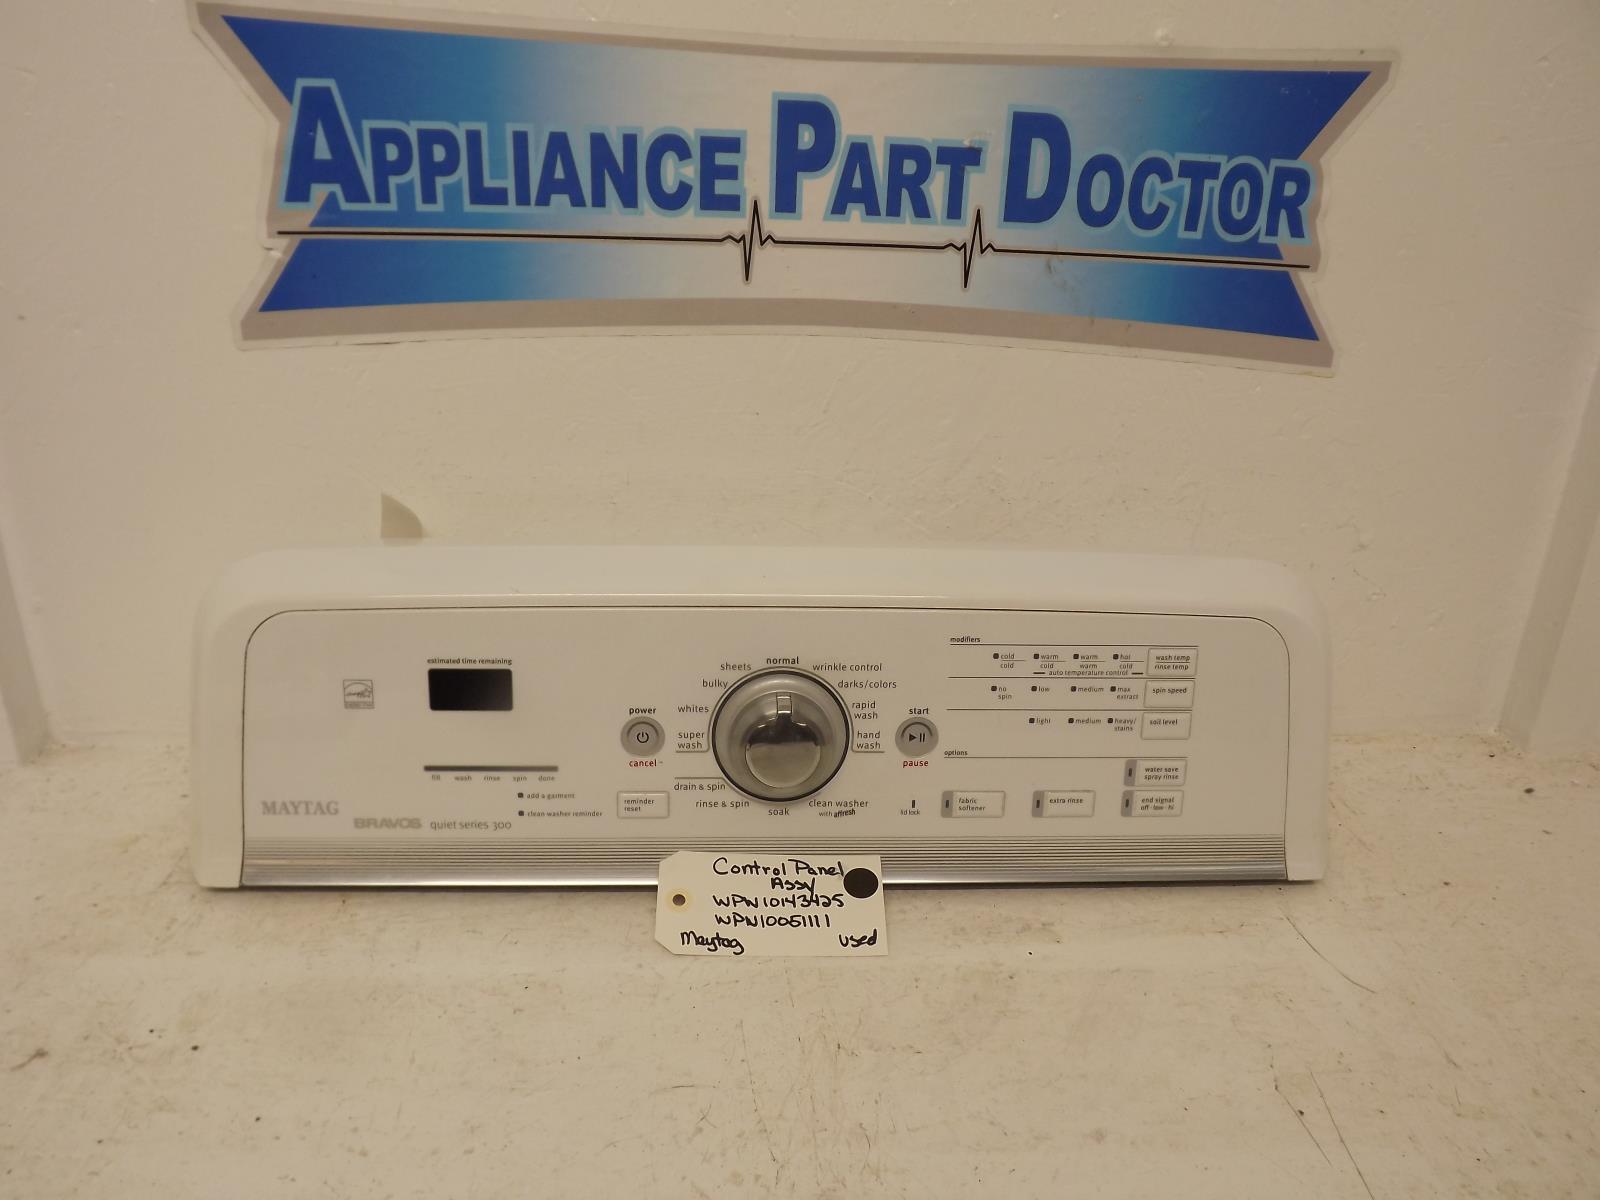 APPLIANCE PART DOCTOR
estimated time remaining
fill wash rinse spin done
add a garment
clean washer reminder
MAYTAG
BRAVOS quiet series 300
power
cancel
reminder reset
normal
sheets
wrinkle control
bulky
darks/colors
whites
rapid wash
super wash
hand wash
drain & spin
rinse & spin
soak
clean washer
with affresh
start
pause
modifiers
cold warm warm hot wash temp
cold cold warm cold rinse temp
auto temperature control
no spin low medium max extract spin speed
light medium heavy/stains soil level
options
water save
spray rinse
lid lock
fabric softener
extra rinse
end signal
off·low·hi
Control Panel
Assy
WPW10143425
WPW10051111
Maytag used